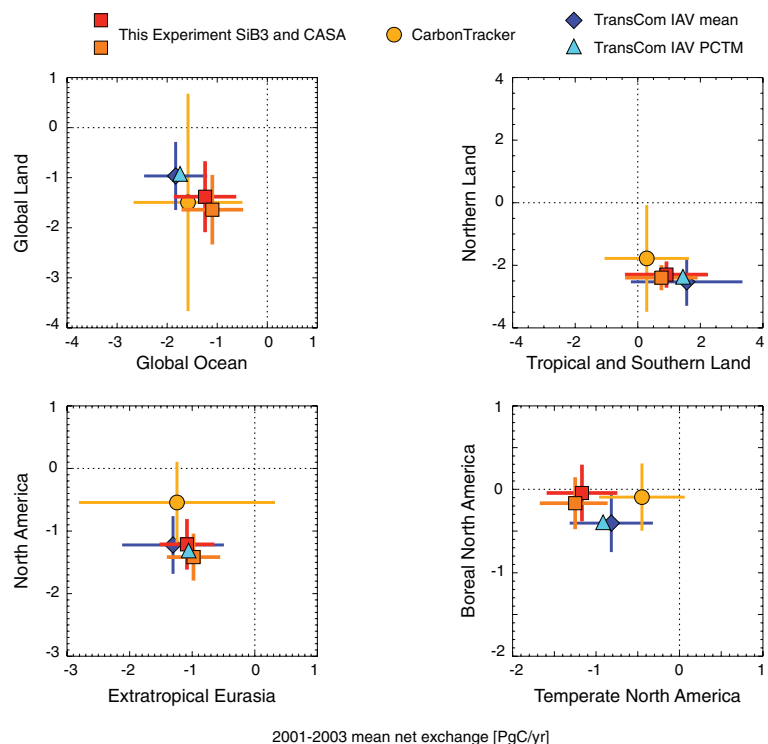 This Experiment SiB3 and CASA
CarbonTracker
TransCom IAV mean
TransCom IAV PCTM
1
0
-1
-2
-3
-4
Global Land
-4 -3 -2 -1 0 1
Global Ocean
4
2
0
-2
-4
Northern Land
-4 -2 0 2 4
Tropical and Southern Land
1
0
-1
-2
-3
North America
-3 -2 -1 0 1
Extratropical Eurasia
1
0
-1
-2
Boreal North America
-2 -1 0 1
Temperate North America
2001-2003 mean net exchange [PgC/yr]